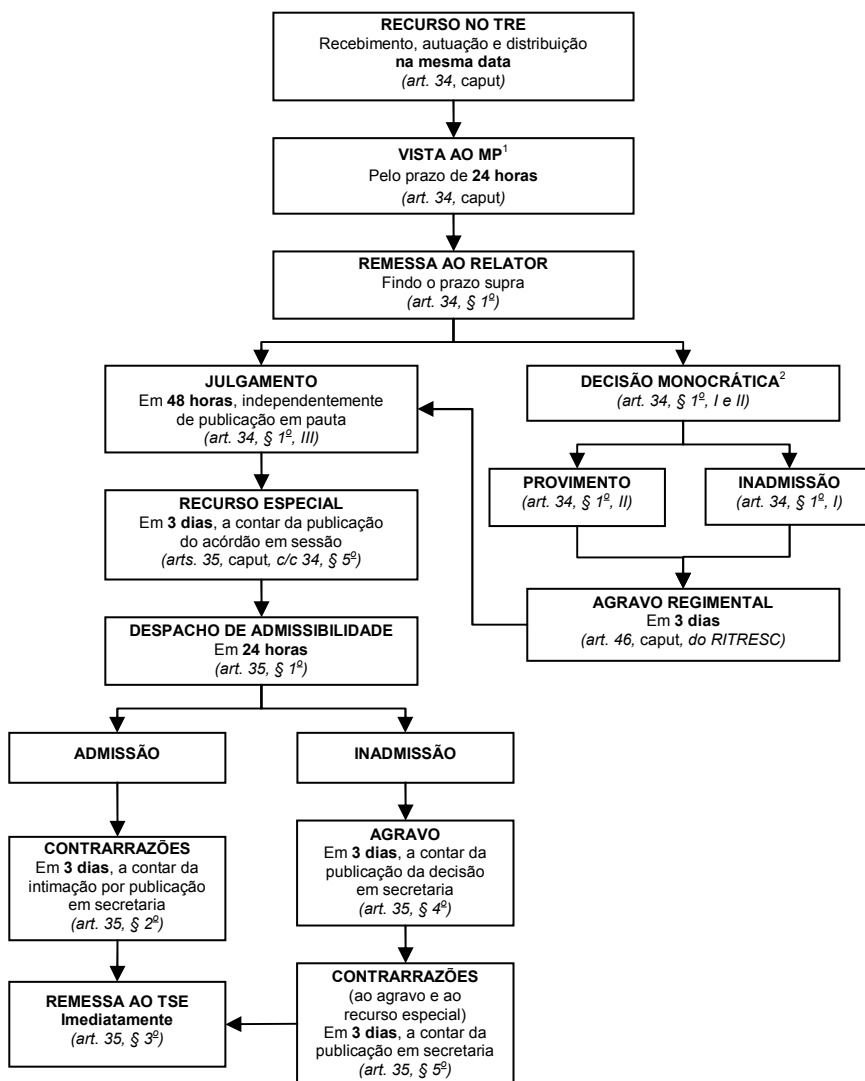 RECURSO NO TRE
Recebimento, autuação e distribuição
na mesma data
(art. 34, caput)
VISTA AO MP¹
Pelo prazo de 24 horas
(art. 34, caput)
REMESSA AO RELATOR
Findo o prazo supra
(art. 34, § 1º)
JULGAMENTO
Em 48 horas, independentemente
de publicação em pauta
(art. 34, § 1º, III)
DECISÃO MONOCRÁTICA²
(art. 34, § 1º, I e II)
PROVIMENTO
(art. 34, § 1º, II)
INADMISSÃO
(art. 34, § 1º, I)
RECURSO ESPECIAL
Em 3 dias, a contar da publicação
do acórdão em sessão
(arts. 35, caput, c/c 34, § 5º)
AGRAVO REGIMENTAL
Em 3 dias
(art. 46, caput, do RITRESC)
DESPACHO DE ADMISSIBILIDADE
Em 24 horas
(art. 35, § 1º)
ADMISSÃO
INADMISSÃO
CONTRARRAZÕES
Em 3 dias, a contar da
intimação por publicação
em secretaria
(art. 35, § 2º)
AGRAVO
Em 3 dias, a contar da
publicação da decisão
em secretaria
(art. 35, § 4º)
REMESSA AO TSE
Imediatamente
(art. 35, § 3º)
CONTRARRAZÕES
(ao agravo e ao
recurso especial)
Em 3 dias, a contar da
publicação em secretaria
(art. 35, § 5º)